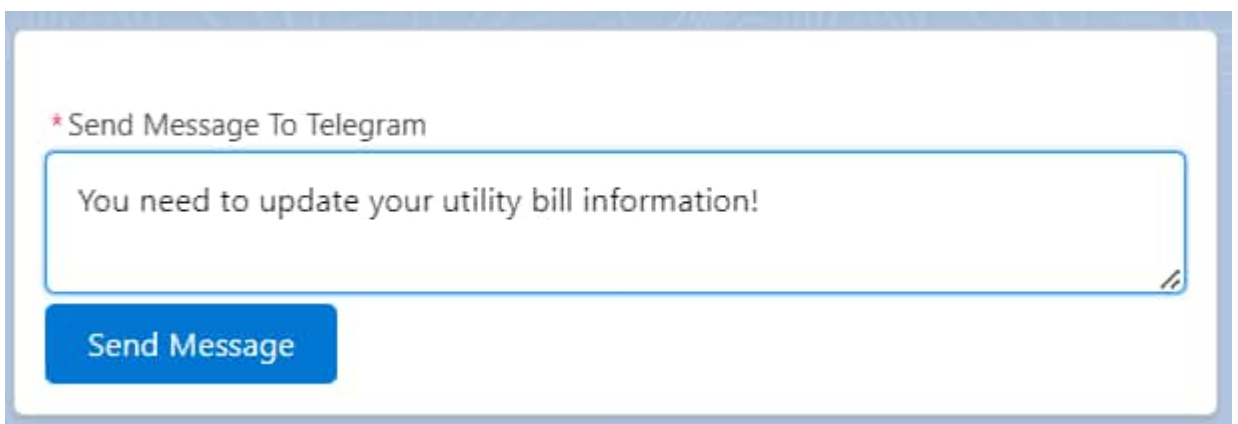 *Send Message To Telegram
You need to update your utility bill information!
Send Message